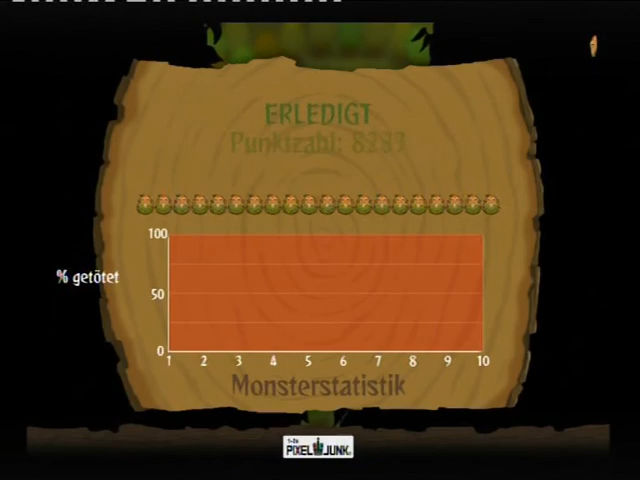 ERLEDIGT
Punktzahl:
100
% getötet
50
0
1 2 3 4 5 6 7 8 9 10
Monsterstatistik
PIXEL JUNK